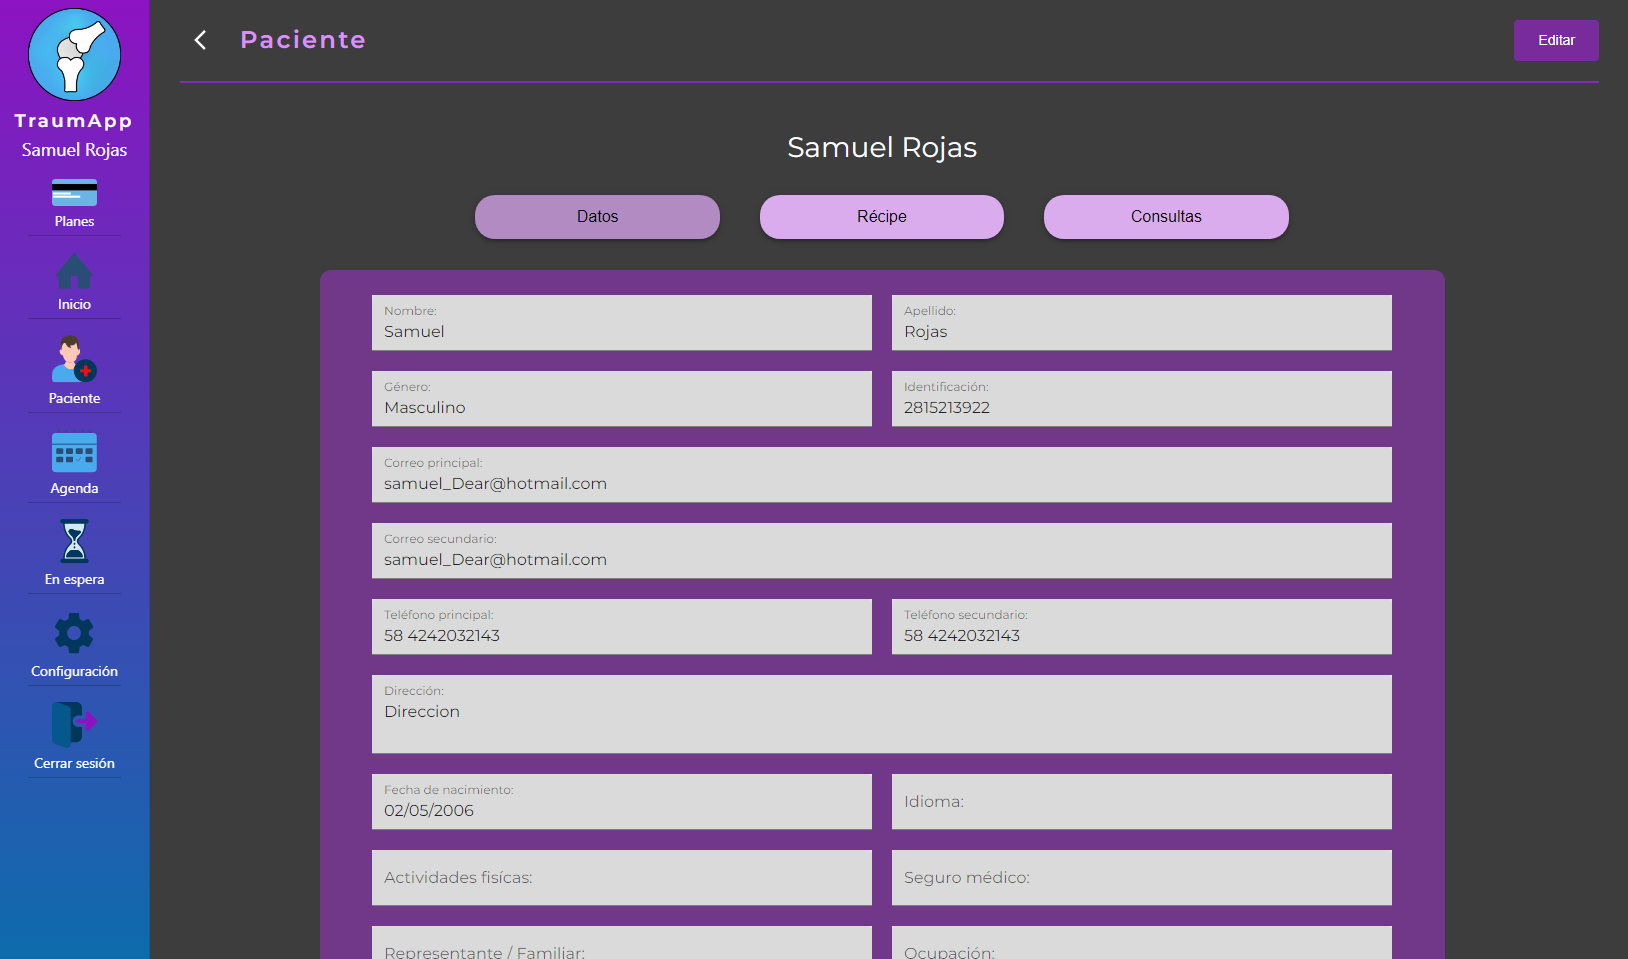 TraumApp
Samuel Rojas
Planes
Inicio
Paciente
Agenda
En espera
Configuración
Cerrar sesión
Paciente
Editar
Samuel Rojas
Datos
Récipe
Consultas
Nombre:
Samuel
Apellido:
Rojas
Género:
Masculino
Identificación:
2815213922
Correo principal:
samuel_Dear@hotmail.com
Correo secundario:
samuel_Dear@hotmail.com
Teléfono principal:
58 4242032143
Teléfono secundario:
58 4242032143
Dirección:
Direccion
Fecha de nacimiento:
02/05/2006
Idioma:
Actividades fisícas:
Seguro médico:
Representante / Familiar:
Ocupación: